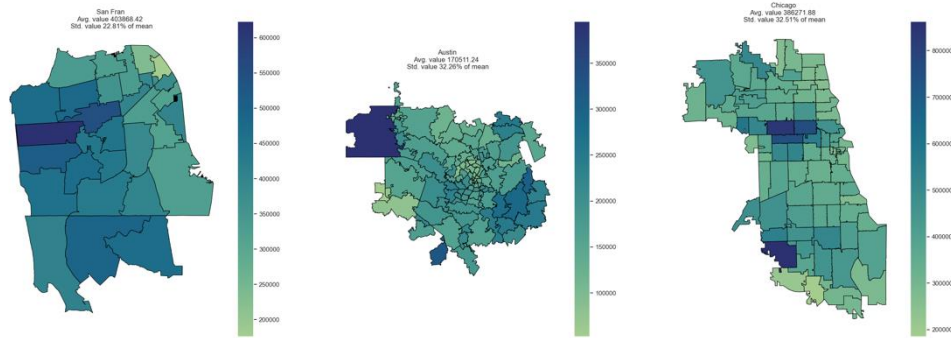 San Fran
Avg. value 403868.42
Std. value 22.81% of mean
600000
550000
500000
450000
400000
350000
300000
250000
200000
Austin
Avg. value 170511.24
Std. value 32.26% of mean
350000
300000
250000
200000
150000
100000
Chicago
Avg. value 386271.88
Std. value 32.51% of mean
800000
700000
600000
500000
400000
300000
200000